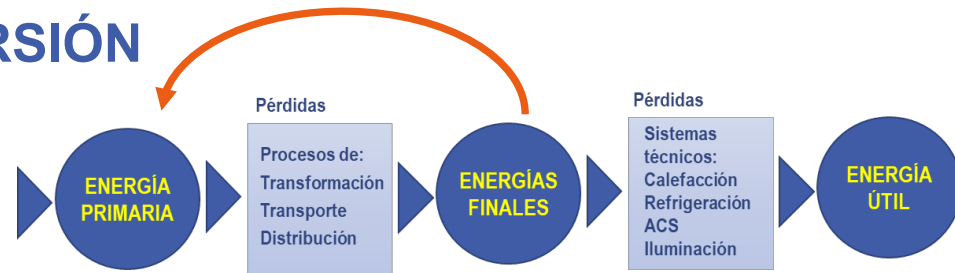 RSIÓN
Pérdidas
Pérdidas
ENERGÍA
PRIMARIA
Procesos de:
Transformación
Transporte
Distribución
ENERGÍAS
FINALES
Sistemas
técnicos:
Calefacción
Refrigeración
ACS
Iluminación
ENERGÍA
ÚTIL